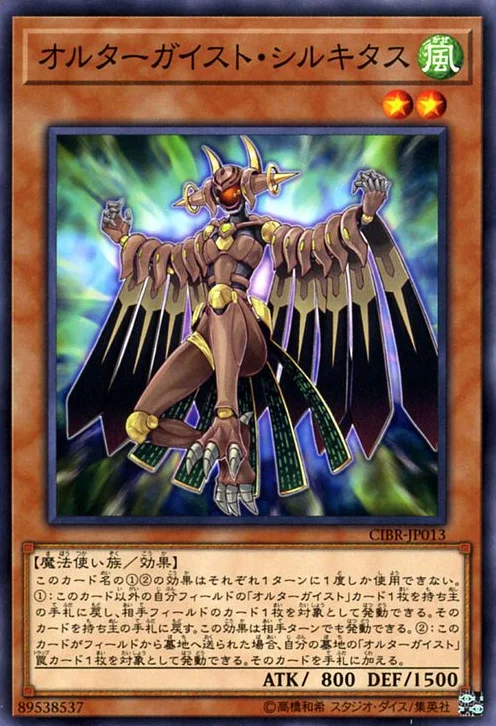 オルターガイスト・シルキタス
風
CIBR-JP013
【魔法使い族／効果】
このカード名の①②の効果はそれぞれ1ターンに1度しか使用できない。
①：このカード以外の自分フィールドの「オルターガイスト」カード1枚を持ち主
の手札に戻し、相手フィールドのカード1枚を対象として発動できる。その
カードを持ち主の手札に戻す。この効果は相手ターンでも発動できる。②：この
カードがフィールドから墓地へ送られた場合、自分の墓地の「オルターガイスト」
罠カード1枚を対象として発動できる。そのカードを手札に加える。
ATK/ 800 DEF/1500
89538537
©高橋和希 スタジオ・ダイス/集英社